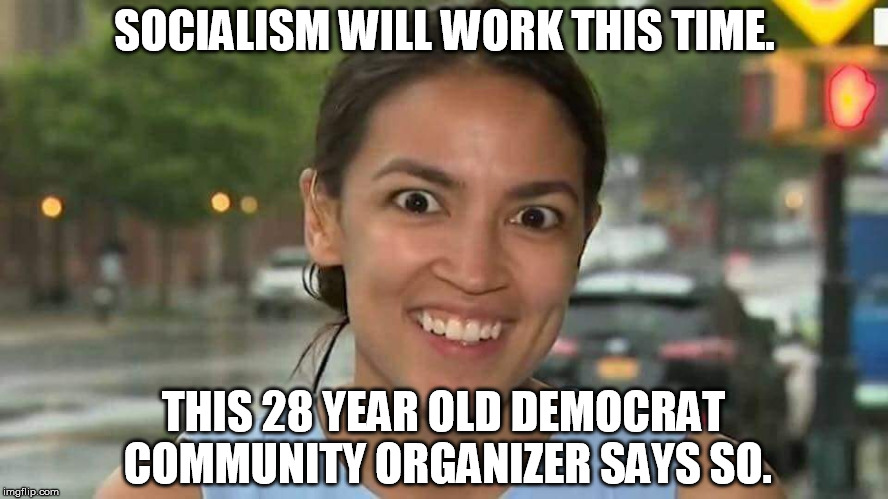 SOCIALISM WILL WORK THIS TIME.
THIS 28 YEAR OLD DEMOCRAT
COMMUNITY ORGANIZER SAYS SO.
imgflip.com